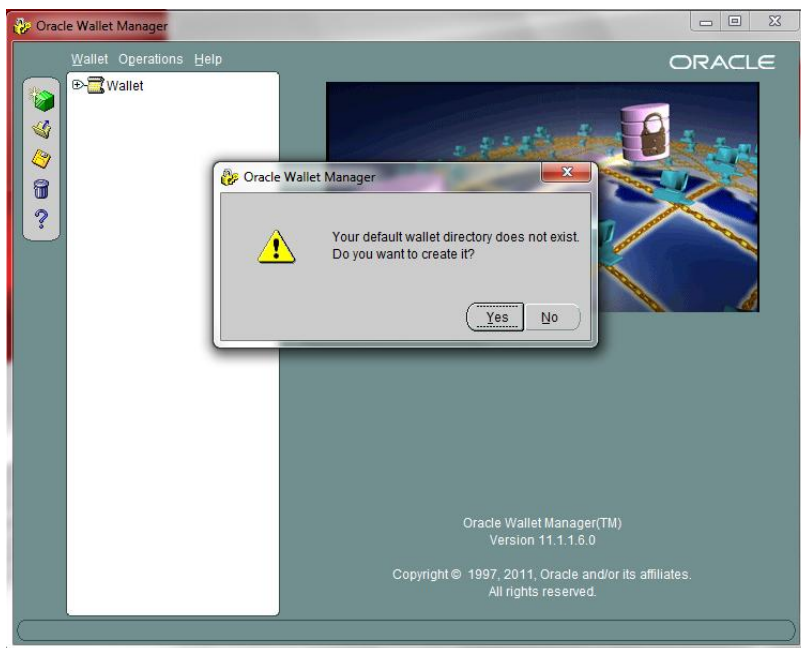 Oracle Wallet Manager
Wallet Operations Help
ORACLE
Wallet
Oracle Wallet Manager
Your default wallet directory does not exist.
Do you want to create it?
Yes No
Oracle Wallet Manager(TM)
Version 11.1.1.6.0
Copyright © 1997, 2011, Oracle and/or its affiliates.
All rights reserved.